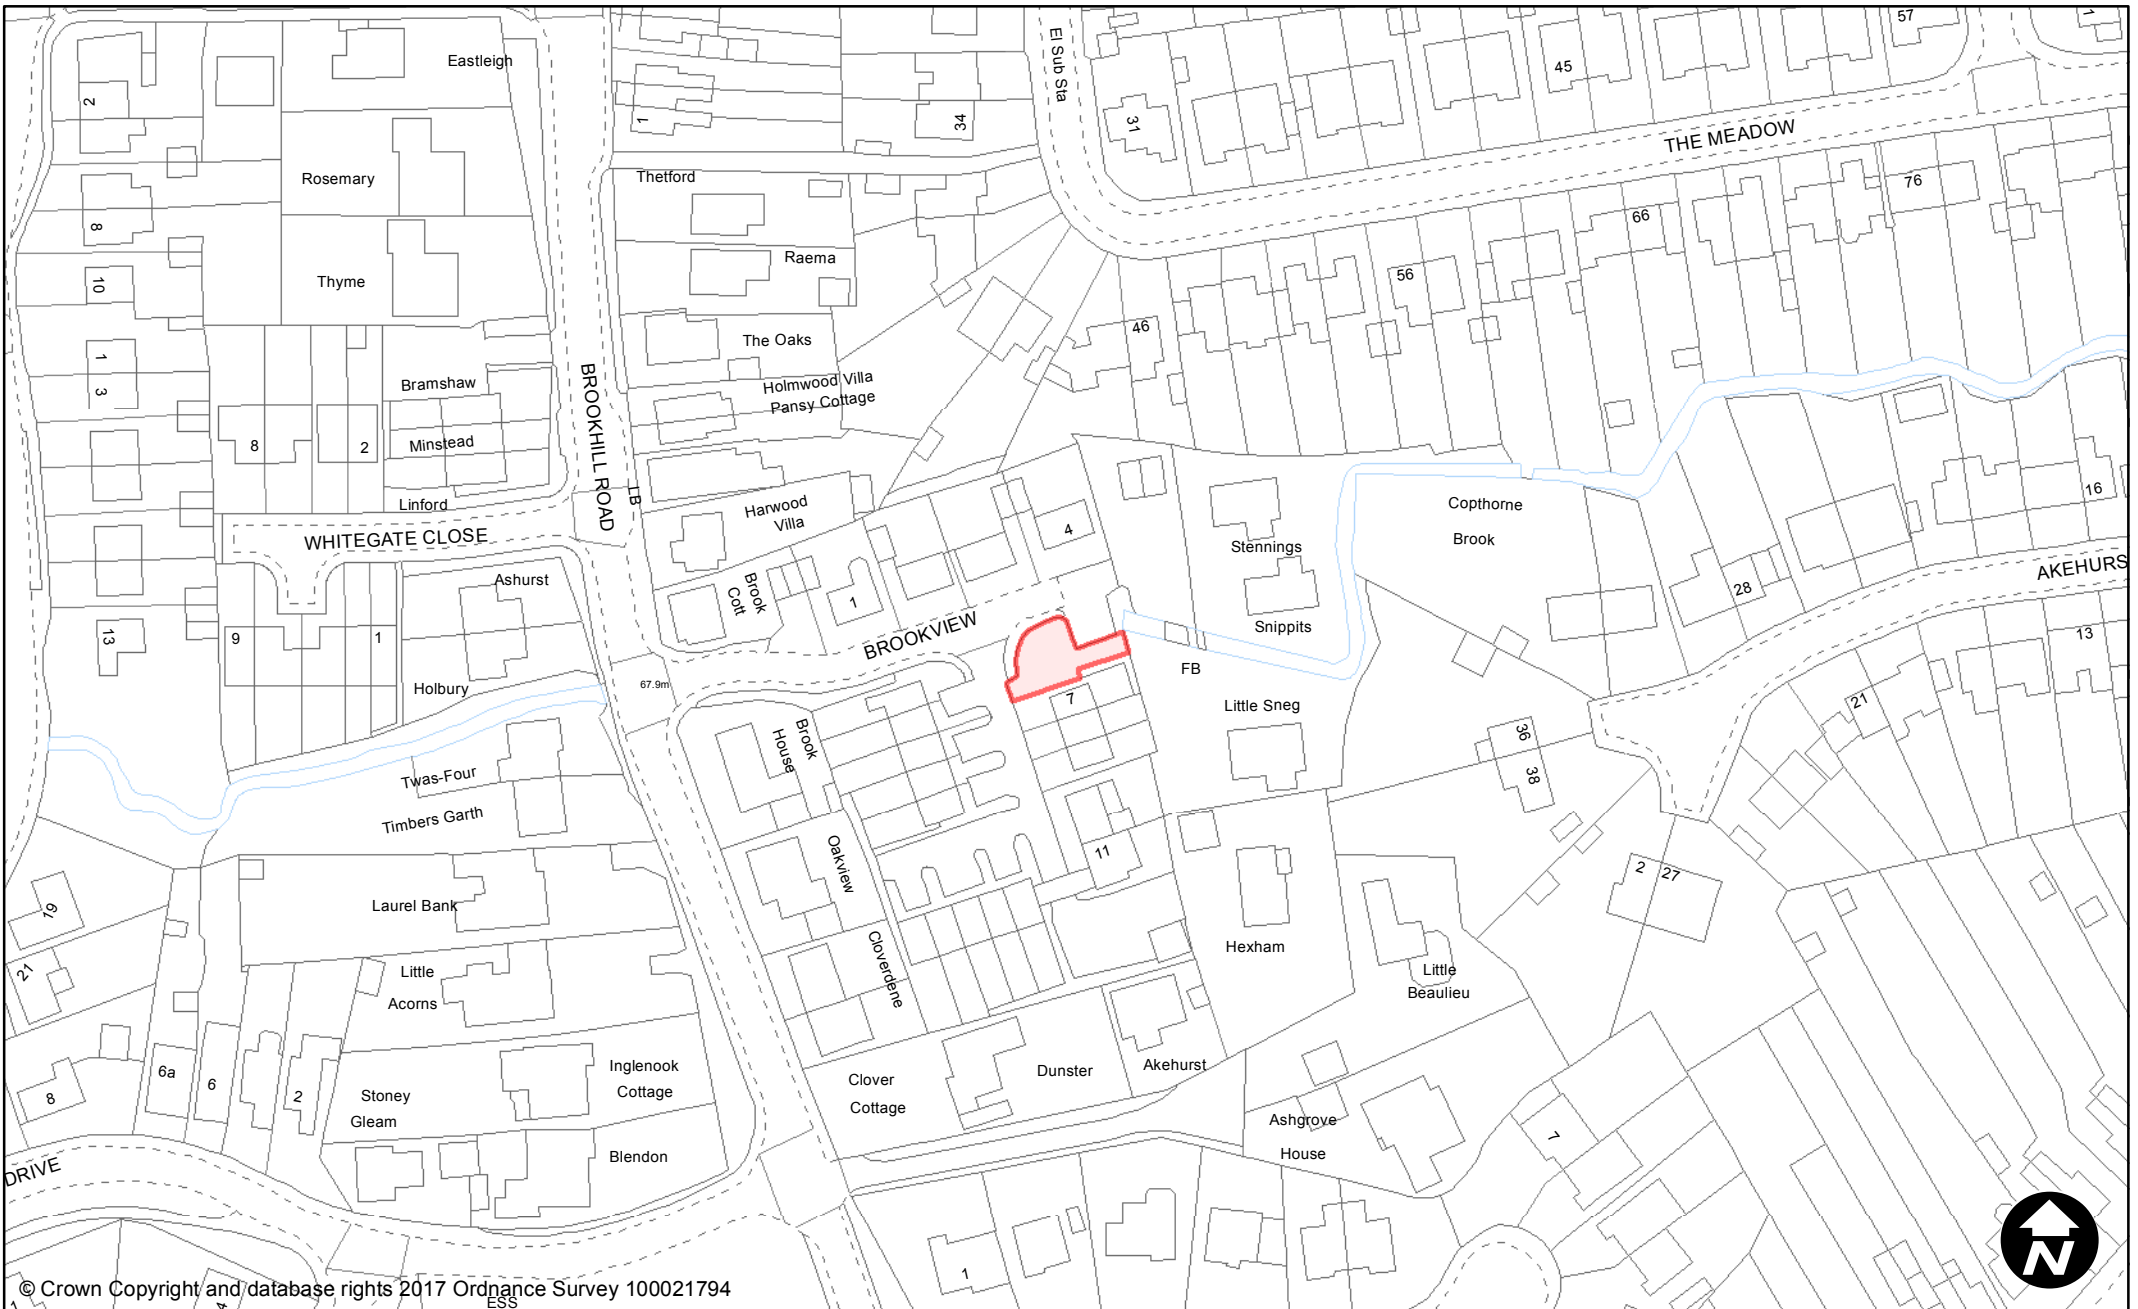 Eastleigh
El Sub Sta
57
1
45
2
1
34
31
THE MEADOW
Rosemary
Thetford
76
8
66
Raema
Thyme
10
56
46
The Oaks
1
3
Bramshaw
Holmwood Villa
Pansy Cottage
BROOKHILL ROAD
8
2
Minstead
LB
Linford
Harwood
Villa
4
Copthorne
Brook
16
WHITEGATE CLOSE
Stennings
Ashurst
Brook
Cott
1
28
AKEHURS
BROOKVIEW
Snippits
13
9
1
13
67.9m
FB
Holbury
7
Little Sneg
21
Brook
House
36
38
Twas-Four
Timbers Garth
Oakview
11
2
27
Laurel Bank
19
Cloverdene
Hexham
21
Little
Acorns
Little
Beaulieu
6a
6
8
2
Inglenook
Cottage
Stoney
Gleam
Clover
Cottage
Dunster
Akehurst
Ashgrove
House
7
Blendon
DRIVE
1
N
© Crown Copyright and database rights 2017 Ordnance Survey 100021794
ESS
4